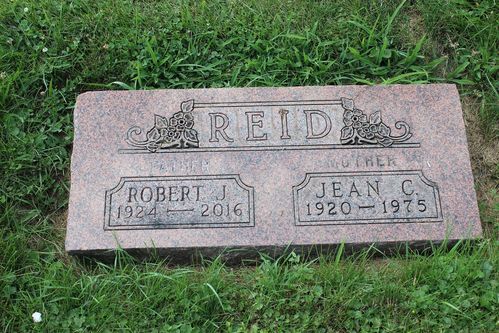 REID
FATHER MOTHER
ROBERT J. JEAN C.
1924 — 2016 1920 — 1975